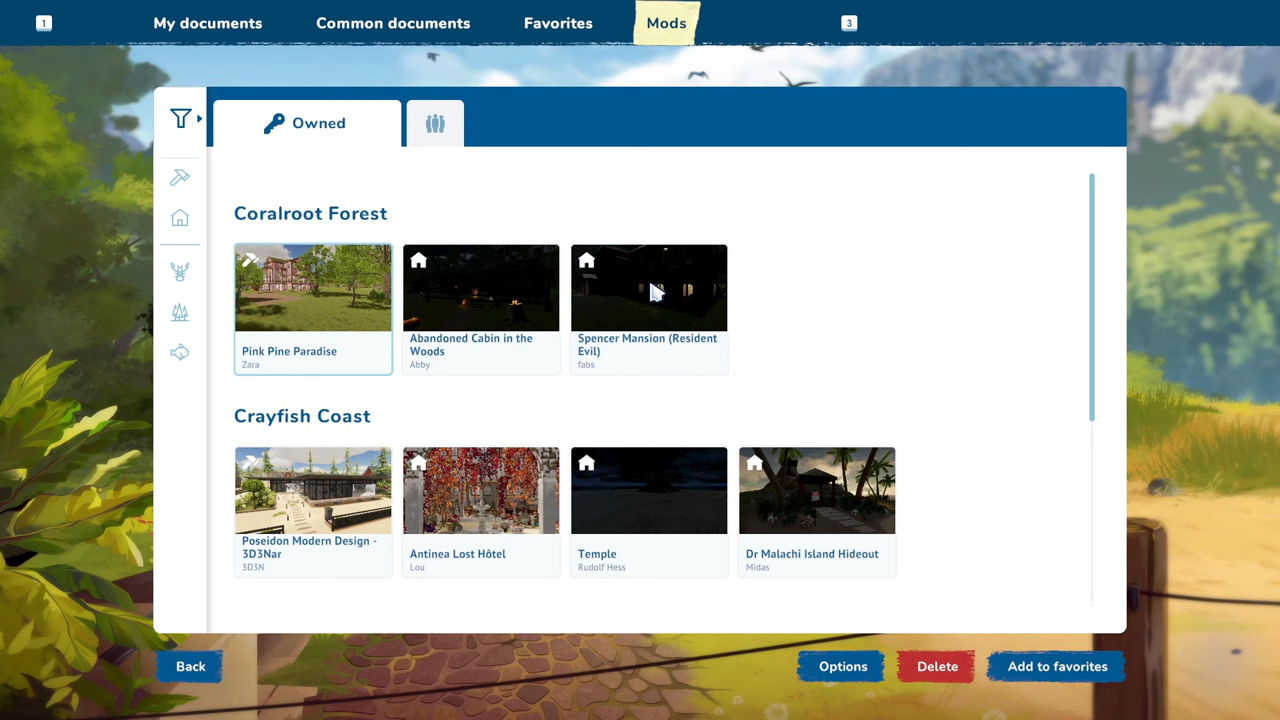 1
My documents
Common documents
Favorites
Mods
3
Owned
Coralroot Forest
Pink Pine Paradise
Zara
Abandoned Cabin in the
Woods
Abby
Spencer Mansion (Resident
Evil)
fabs
Crayfish Coast
Poseidon Modern Design -
3D3Nar
3D3N
Antinea Lost Hôtel
Lou
Temple
Rudolf Hess
Dr Malachi Island Hideout
Midas
Back
Options
Delete
Add to favorites